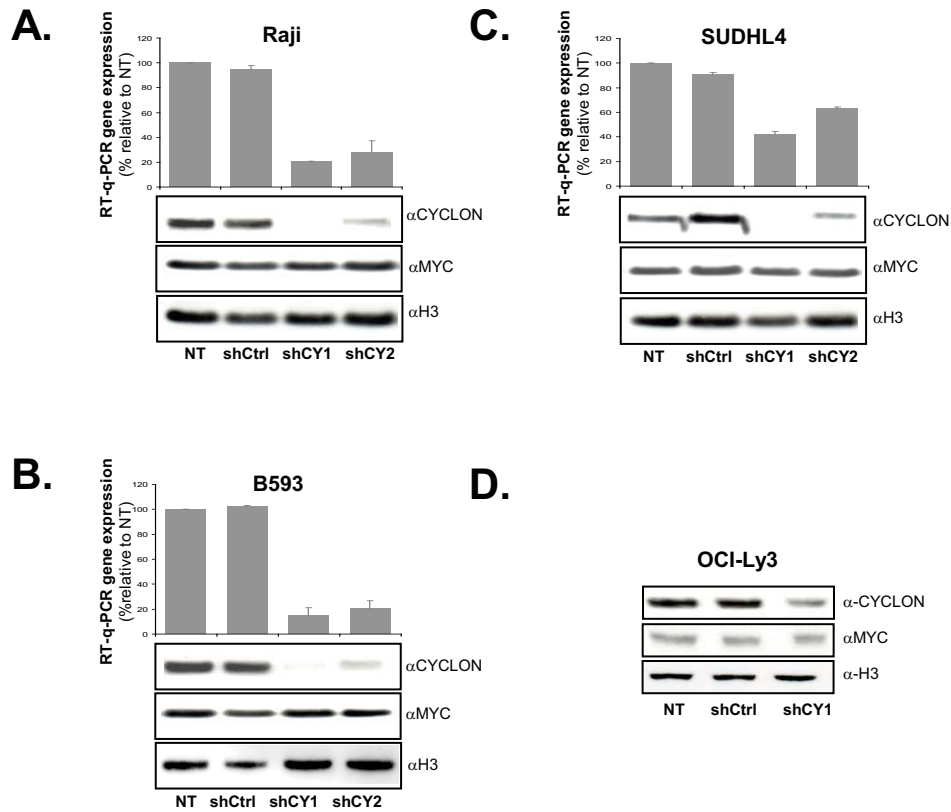 A.
Raji
RT-q-PCR gene expression
(% relative to NT)
120
100
80
60
40
20
0
αCYCLON
αMYC
αH3
NT shCtrl shCY1 shCY2
C.
SUDHL4
RT-q-PCR gene expression
(% relative to NT)
120
100
80
60
40
20
0
αCYCLON
αMYC
αH3
NT shCtrl shCY1 shCY2
B.
B593
RT-q-PCR gene expression
(%relative to NT)
120
100
80
60
40
20
0
αCYCLON
αMYC
αH3
NT shCtrl shCY1 shCY2
D.
OCI-Ly3
α-CYCLON
αMYC
α-H3
NT shCtrl shCY1